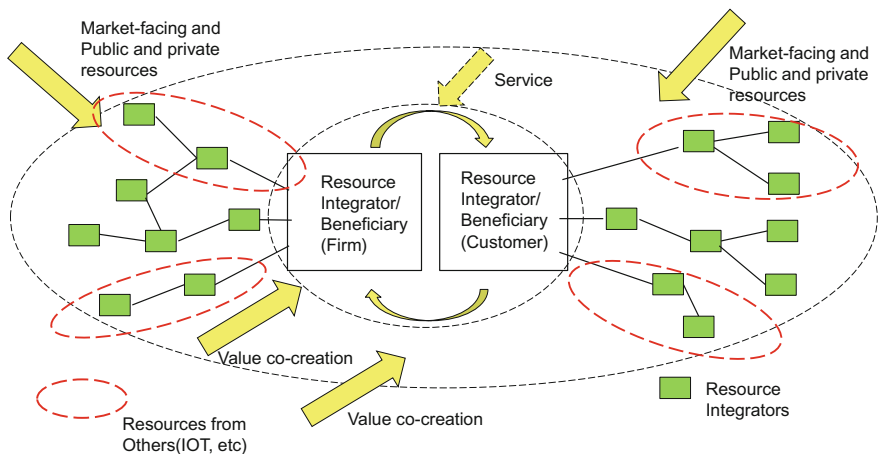 Market-facing and
Public and private
resources
Service
Market-facing and
Public and private
resources
Resource
Integrator/
Beneficiary
(Firm)
Resource
Integrator/
Beneficiary
(Customer)
Value co-creation
Resources from
Others(IOT, etc)
Value co-creation
Resource
Integrators